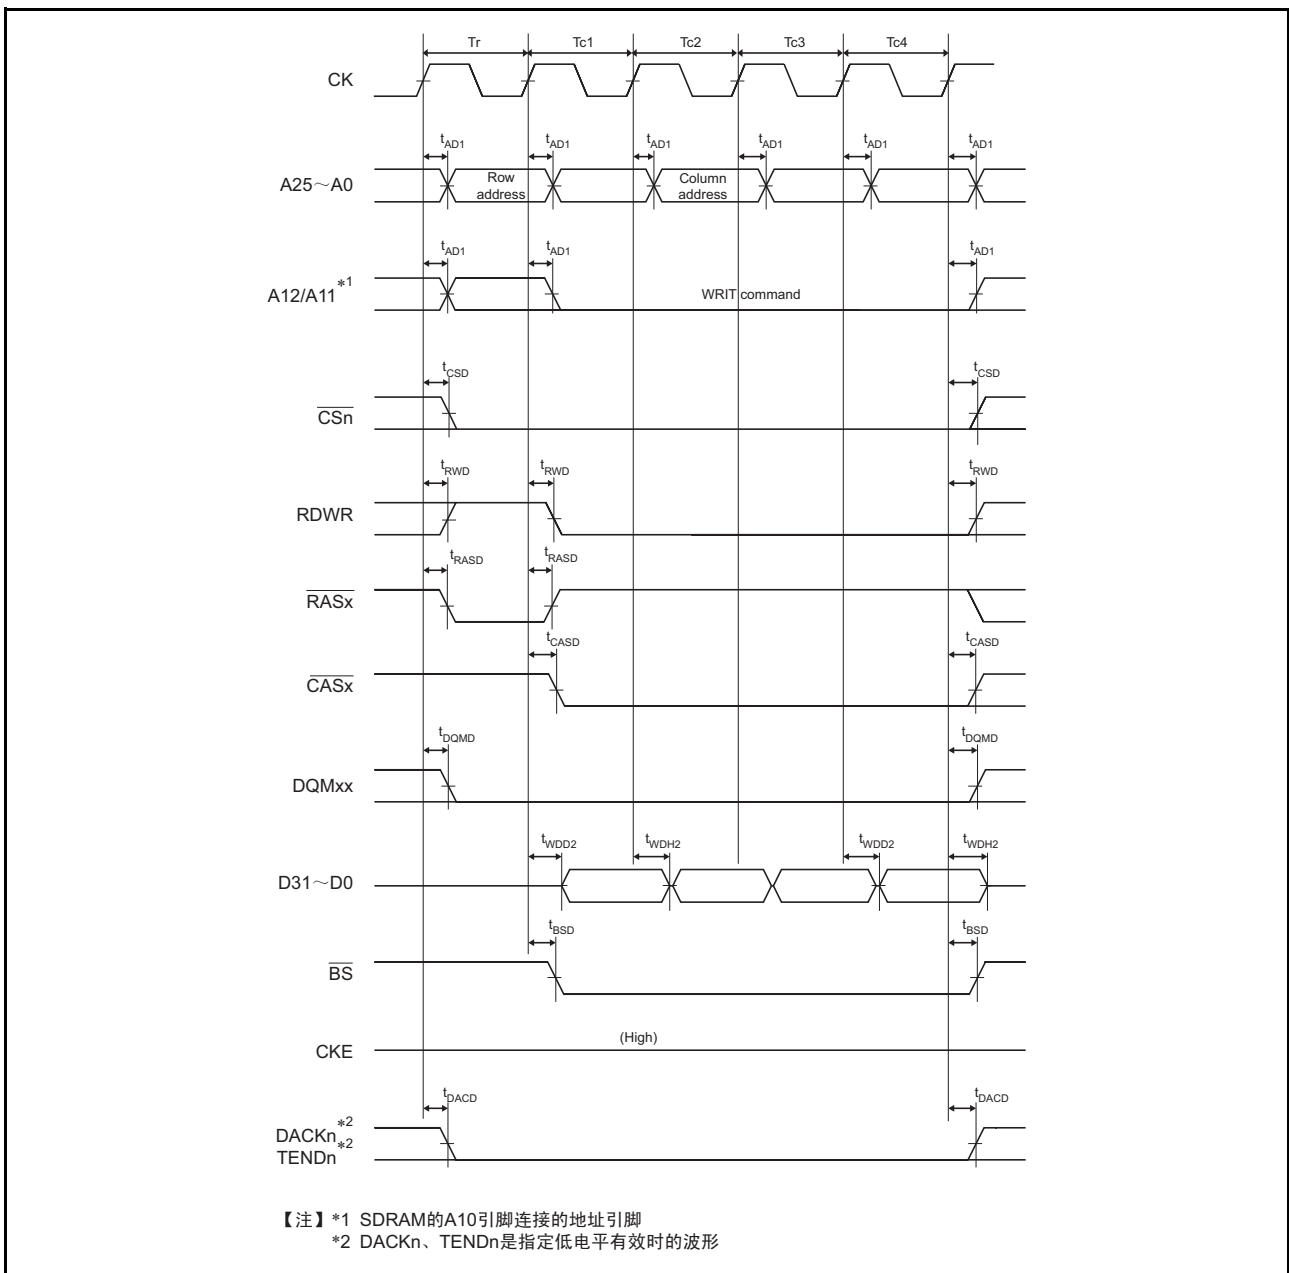 Tr Tc1 Tc2 Tc3 Tc4
CK
tAD1 tAD1 tAD1 tAD1 tAD1 tAD1
A25～A0
Row address
Column address
tAD1 tAD1 tAD1
A12/A11*1
WRIT command
tCSD tCSD
CSn
tRWD tRWD tRWD
RDWR
tRASD tRASD
RASx
tCASD tCASD
CASx
tDQMD tDQMD
DQMxx
tWDD2 tWDH2 tWDD2 tWDH2
D31～D0
tBSD tBSD
BS
(High)
CKE
tDACD tDACD
DACKn*2
TENDn*2
【注】*1 SDRAM的A10引脚连接的地址引脚
*2 DACKn、TENDn是指定低电平有效时的波形